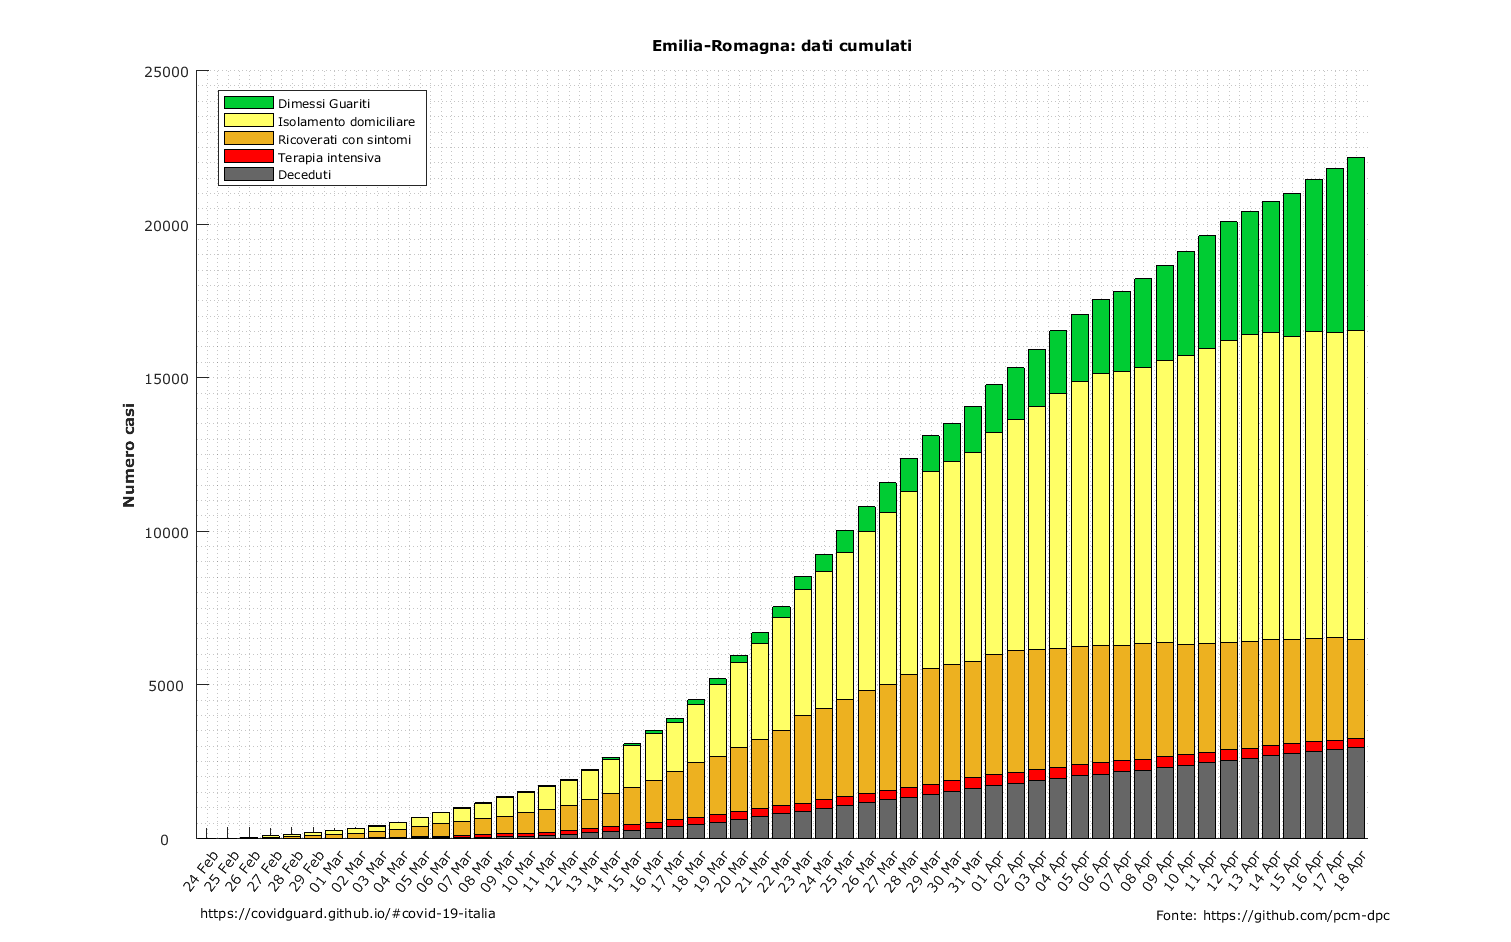 Emilia-Romagna: dati cumulati
25000
20000
15000
10000
5000
0
Numero casi
Dimessi Guariti
Isolamento domiciliare
Ricoverati con sintomi
Terapia intensiva
Deceduti
24 Feb
25 Feb
26 Feb
27 Feb
28 Feb
29 Feb
01 Mar
02 Mar
03 Mar
04 Mar
05 Mar
06 Mar
07 Mar
08 Mar
09 Mar
10 Mar
11 Mar
12 Mar
13 Mar
14 Mar
15 Mar
16 Mar
17 Mar
18 Mar
19 Mar
20 Mar
21 Mar
22 Mar
23 Mar
24 Mar
25 Mar
26 Mar
27 Mar
28 Mar
29 Mar
30 Mar
31 Mar
01 Apr
02 Apr
03 Apr
04 Apr
05 Apr
06 Apr
07 Apr
08 Apr
09 Apr
10 Apr
11 Apr
12 Apr
13 Apr
14 Apr
15 Apr
16 Apr
17 Apr
18 Apr
https://covidguard.github.io/#covid-19-italia
Fonte: https://github.com/pcm-dpc